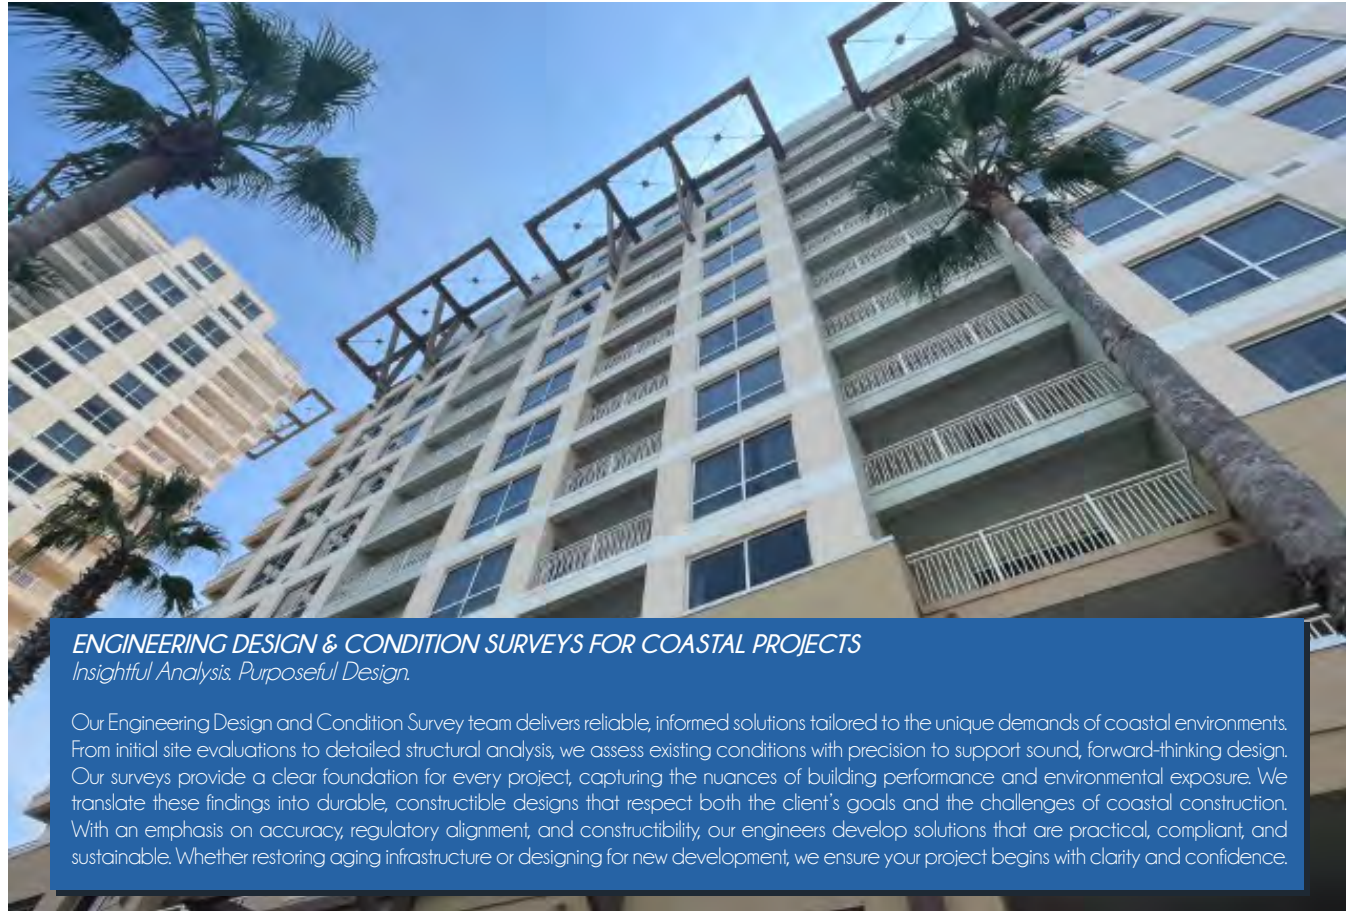 ENGINEERING DESIGN & CONDITION SURVEYS FOR COASTAL PROJECTS
Insightful Analysis. Purposeful Design.
Our Engineering Design and Condition Survey team delivers reliable, informed solutions tailored to the unique demands of coastal environments.
From initial site evaluations to detailed structural analysis, we assess existing conditions with precision to support sound, forward-thinking design.
Our surveys provide a clear foundation for every project, capturing the nuances of building performance and environmental exposure. We
translate these findings into durable, constructible designs that respect both the client's goals and the challenges of coastal construction.
With an emphasis on accuracy, regulatory alignment, and constructibility, our engineers develop solutions that are practical, compliant, and
sustainable. Whether restoring aging infrastructure or designing for new development, we ensure your project begins with clarity and confidence.